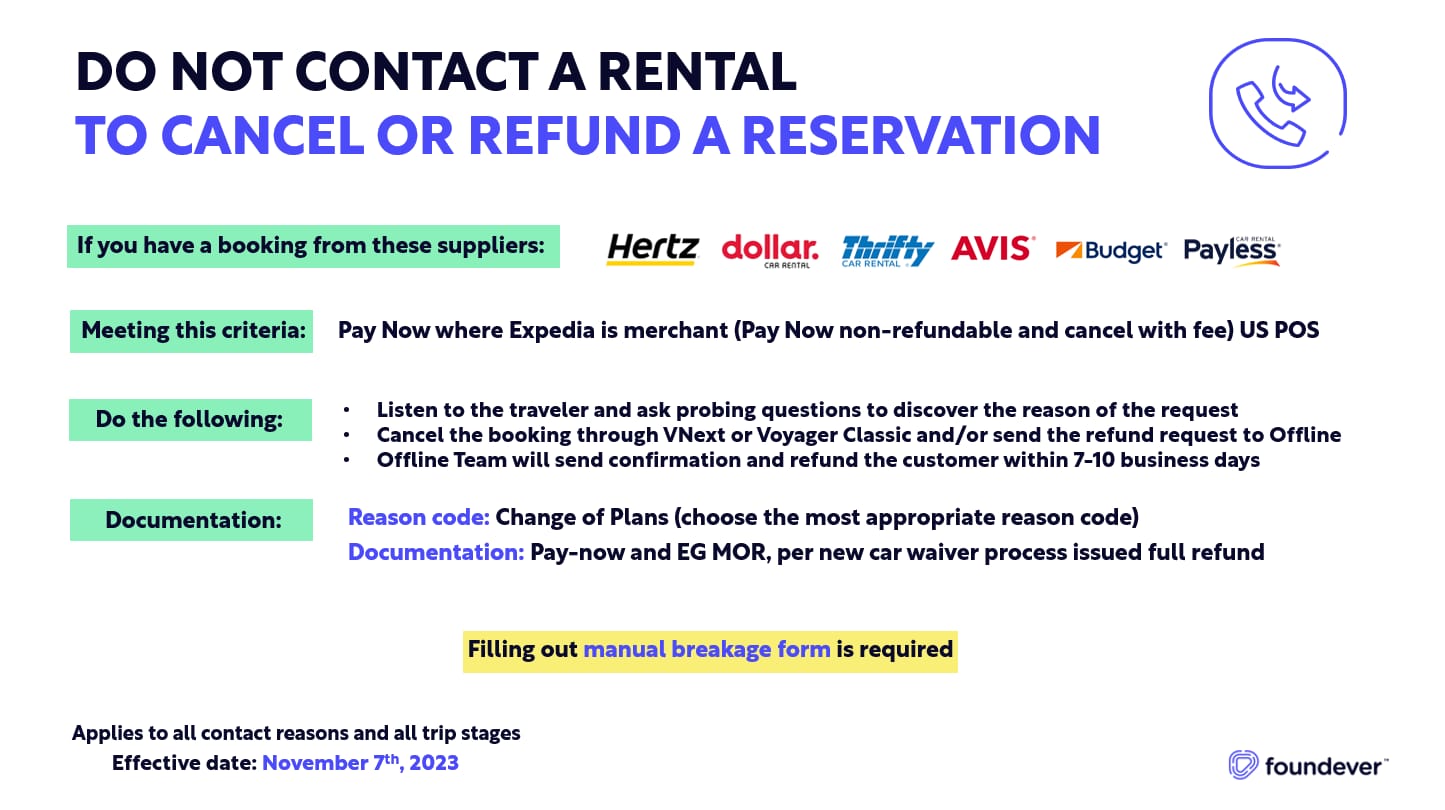 DO NOT CONTACT A RENTAL
TO CANCEL OR REFUND A RESERVATION
If you have a booking from these suppliers:
Hertz
dollar.
CAR RENTAL
Thrifty
CAR RENTAL
AVIS®
Budget®
CAR RENTAL
Payless®
Meeting this criteria:
Pay Now where Expedia is merchant (Pay Now non-refundable and cancel with fee) US POS
Do the following:
• Listen to the traveler and ask probing questions to discover the reason of the request
• Cancel the booking through VNext or Voyager Classic and/or send the refund request to Offline
• Offline Team will send confirmation and refund the customer within 7-10 business days
Documentation:
Reason code: Change of Plans (choose the most appropriate reason code)
Documentation: Pay-now and EG MOR, per new car waiver process issued full refund
Filling out manual breakage form is required
Applies to all contact reasons and all trip stages
Effective date: November 7th, 2023
foundever™